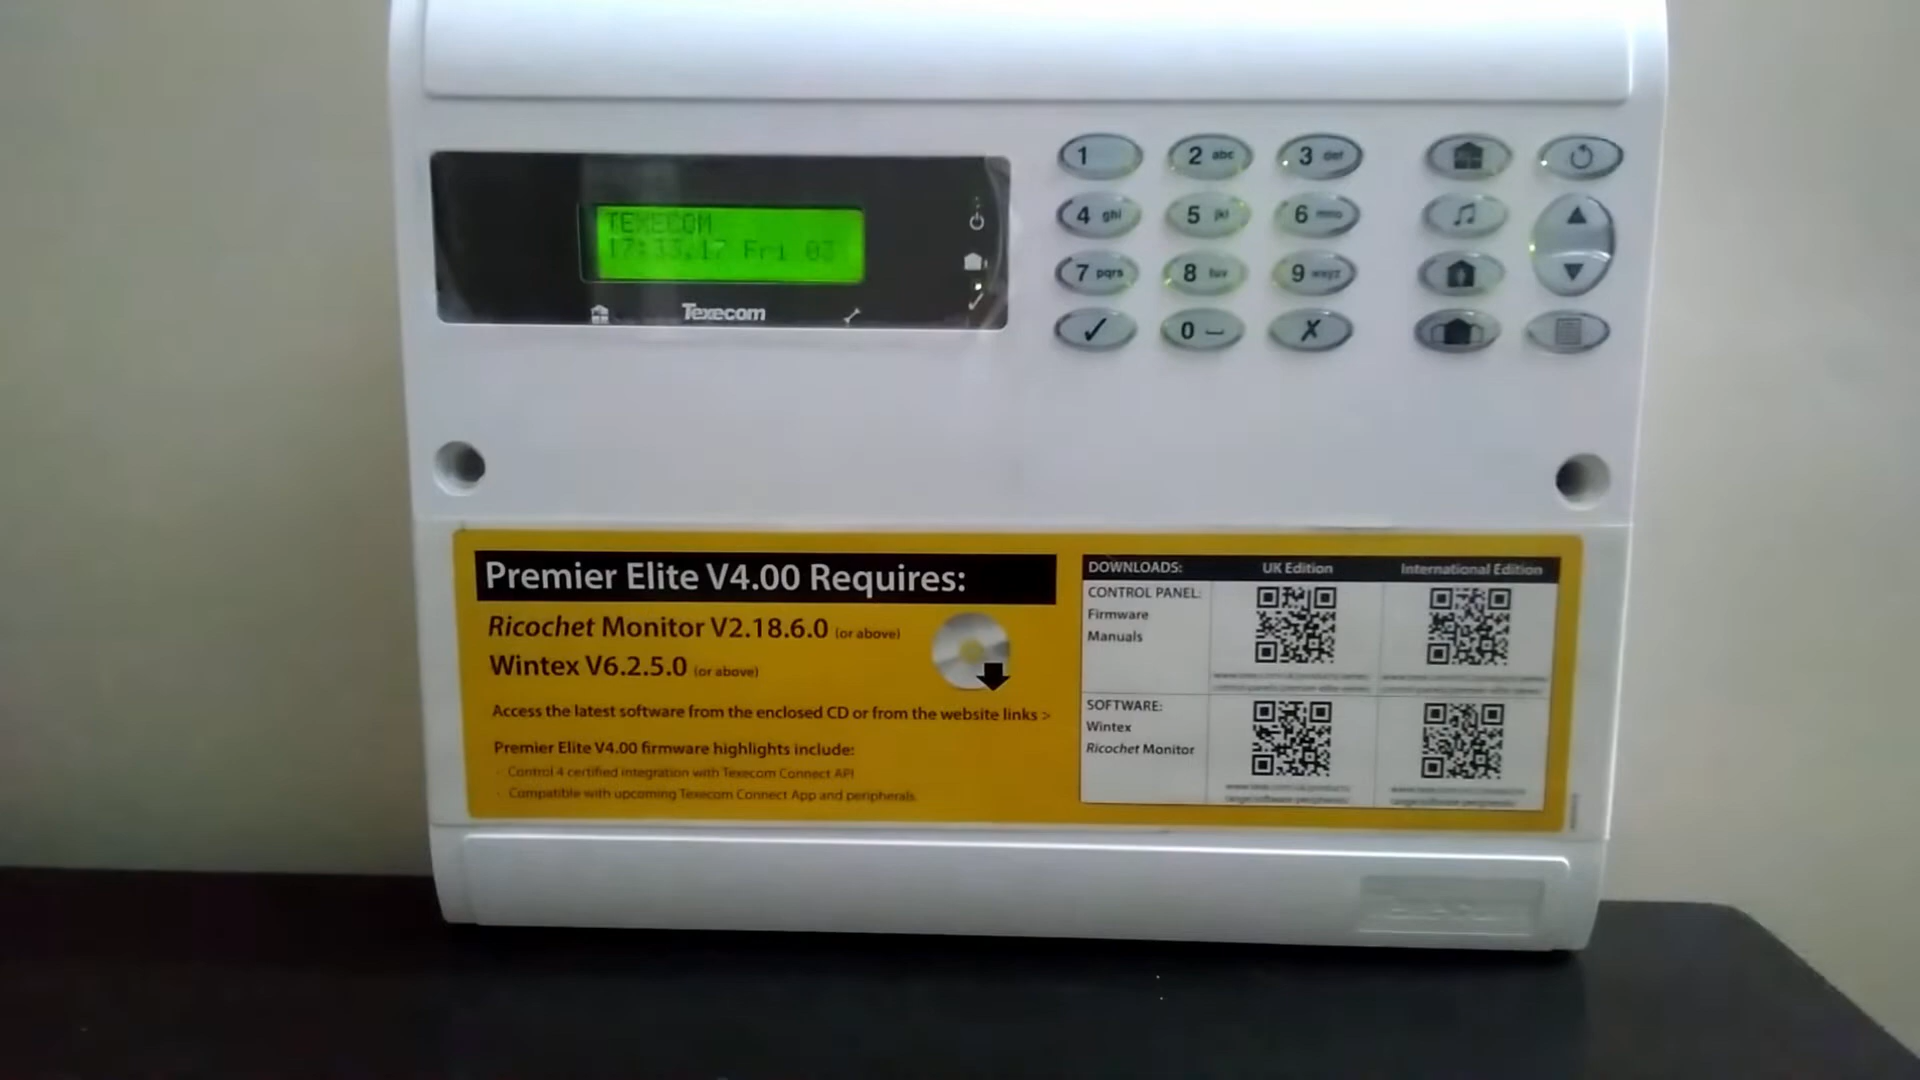 TEXECOM
17:33.17 Fri 03
Texecom
1
2 abc
3 def
4 ghi
5 jkl
6 mno
7 pqrs
8 tuv
9 wxyz
0
Premier Elite V4.00 Requires:
Ricochet Monitor V2.18.6.0 (or above)
Wintex V6.2.5.0 (or above)
Access the latest software from the enclosed CD or from the website links >
Premier Elite V4.00 firmware highlights include:
· Control 4 certified integration with Texecom Connect API
· Compatible with upcoming Texecom Connect App and peripherals
DOWNLOADS: UK Edition International Edition
CONTROL PANEL:
Firmware
Manuals
SOFTWARE:
Wintex
Ricochet Monitor
Texecom